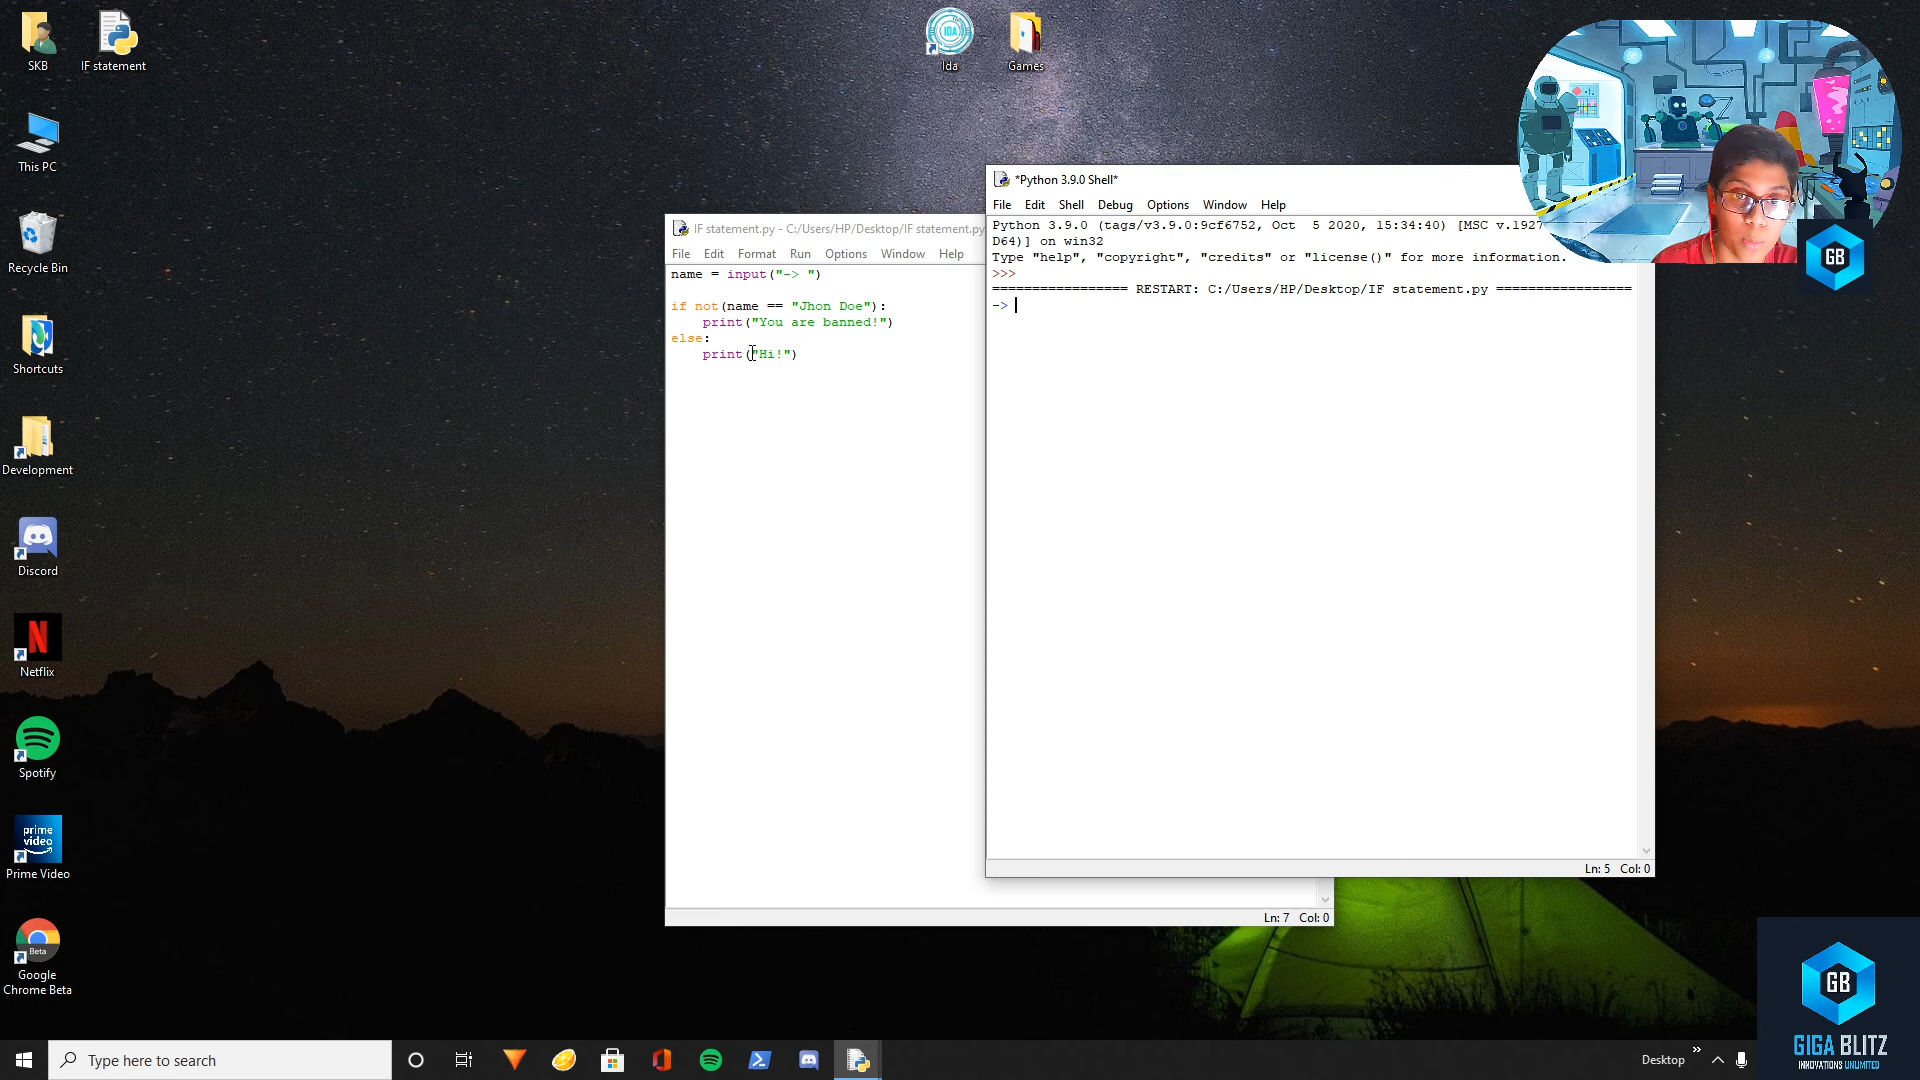 SKB
IF statement
IDA
Ida
Games
This PC
Recycle Bin
Shortcuts
Development
Discord
Netflix
Spotify
prime
video
Prime Video
Beta
Google
Chrome Beta
IF statement.py - C:/Users/HP/Desktop/IF statement.py
File Edit Format Run Options Window Help
name = input("-> ")
if not(name == "Jhon Doe"):
print("You are banned!")
else:
print("Hi!")
Ln: 7 Col: 0
*Python 3.9.0 Shell*
File Edit Shell Debug Options Window Help
Python 3.9.0 (tags/v3.9.0:9cf6752, Oct 5 2020, 15:34:40) [MSC v.1927
D64)] on win32
Type "help", "copyright", "credits" or "license()" for more information.
>>>
================= RESTART: C:/Users/HP/Desktop/IF statement.py =================
->
Ln: 5 Col: 0
GB
GB
GIGA BLITZ
INNOVATIONS UNLIMITED
Type here to search
Desktop